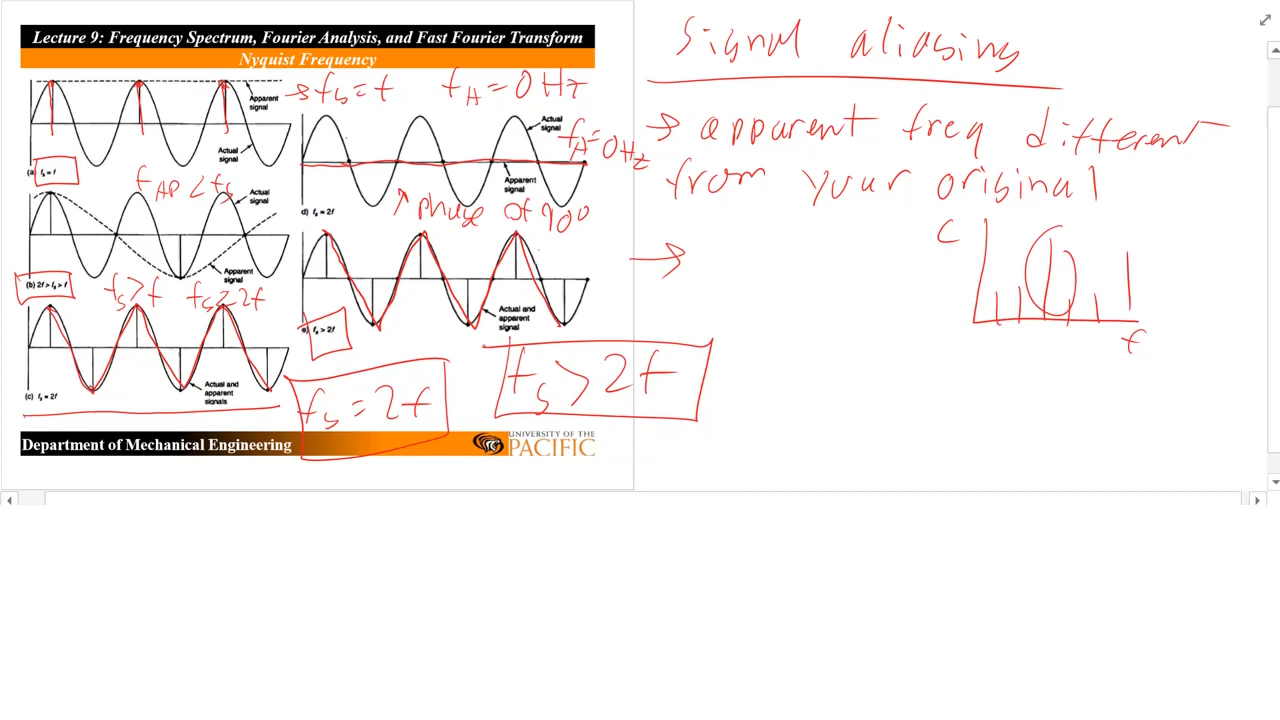 Lecture 9: Frequency Spectrum, Fourier Analysis, and Fast Fourier Transform
Nyquist Frequency
→ fs = f
fA = 0 Hz
Apparent
signal
Actual
signal
(a) fs = f
fAP < fs
Actual
signal
Apparent
signal
(b) 2f > fs > f
fs > f
fs = 2f
Actual and
apparent
signals
(c) fs = 2f
Actual
signal
fA = 0 Hz
Apparent
signal
d) fs = 2f
phase of 90°
Actual and
apparent
signal
e) fs > 2f
fs = 2f
fs > 2f
Department of Mechanical Engineering
UNIVERSITY OF THE
PACIFIC
Signal aliasing
→ apparent freq different
from your original
→
C
f